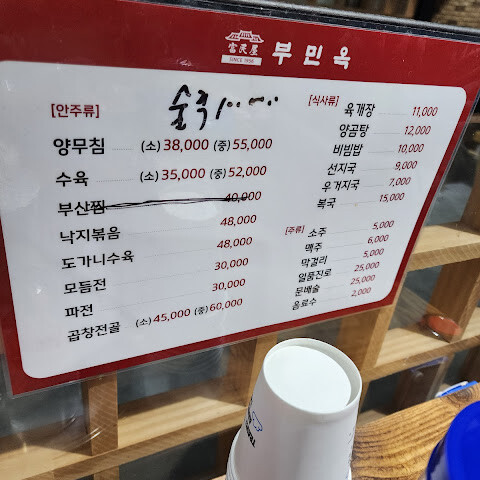 富民屋
SINCE 1956
부민옥
[안주류]
술국
양무침 (소) 38,000 (중) 55,000
수육 (소) 35,000 (중) 52,000
부산찜 40,000
낙지볶음 48,000
도가니수육 48,000
모듬전 30,000
파전 30,000
곱창전골 (소) 45,000 (중) 60,000
[식사류]
육개장 11,000
양곰탕 12,000
비빔밥 10,000
선지국 9,000
우거지국 7,000
복국 15,000
[주류]
소주 5,000
맥주 6,000
막걸리 5,000
일품진로 25,000
문배술 25,000
음료수 2,000